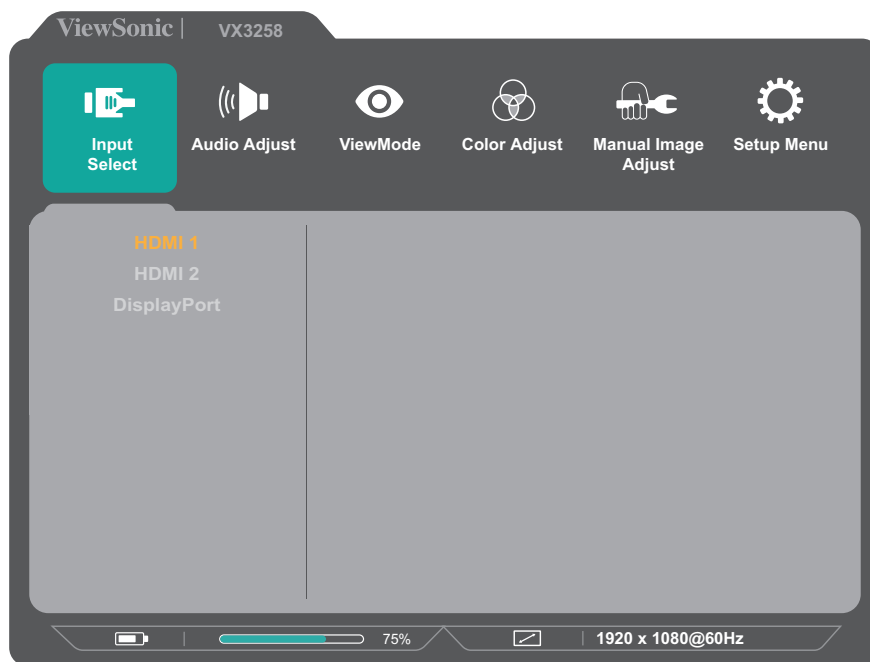 ViewSonic | VX3258
Input
Select
Audio Adjust
ViewMode
Color Adjust
Manual Image
Adjust
Setup Menu
HDMI 1
HDMI 2
DisplayPort
75%
1920 x 1080@60Hz